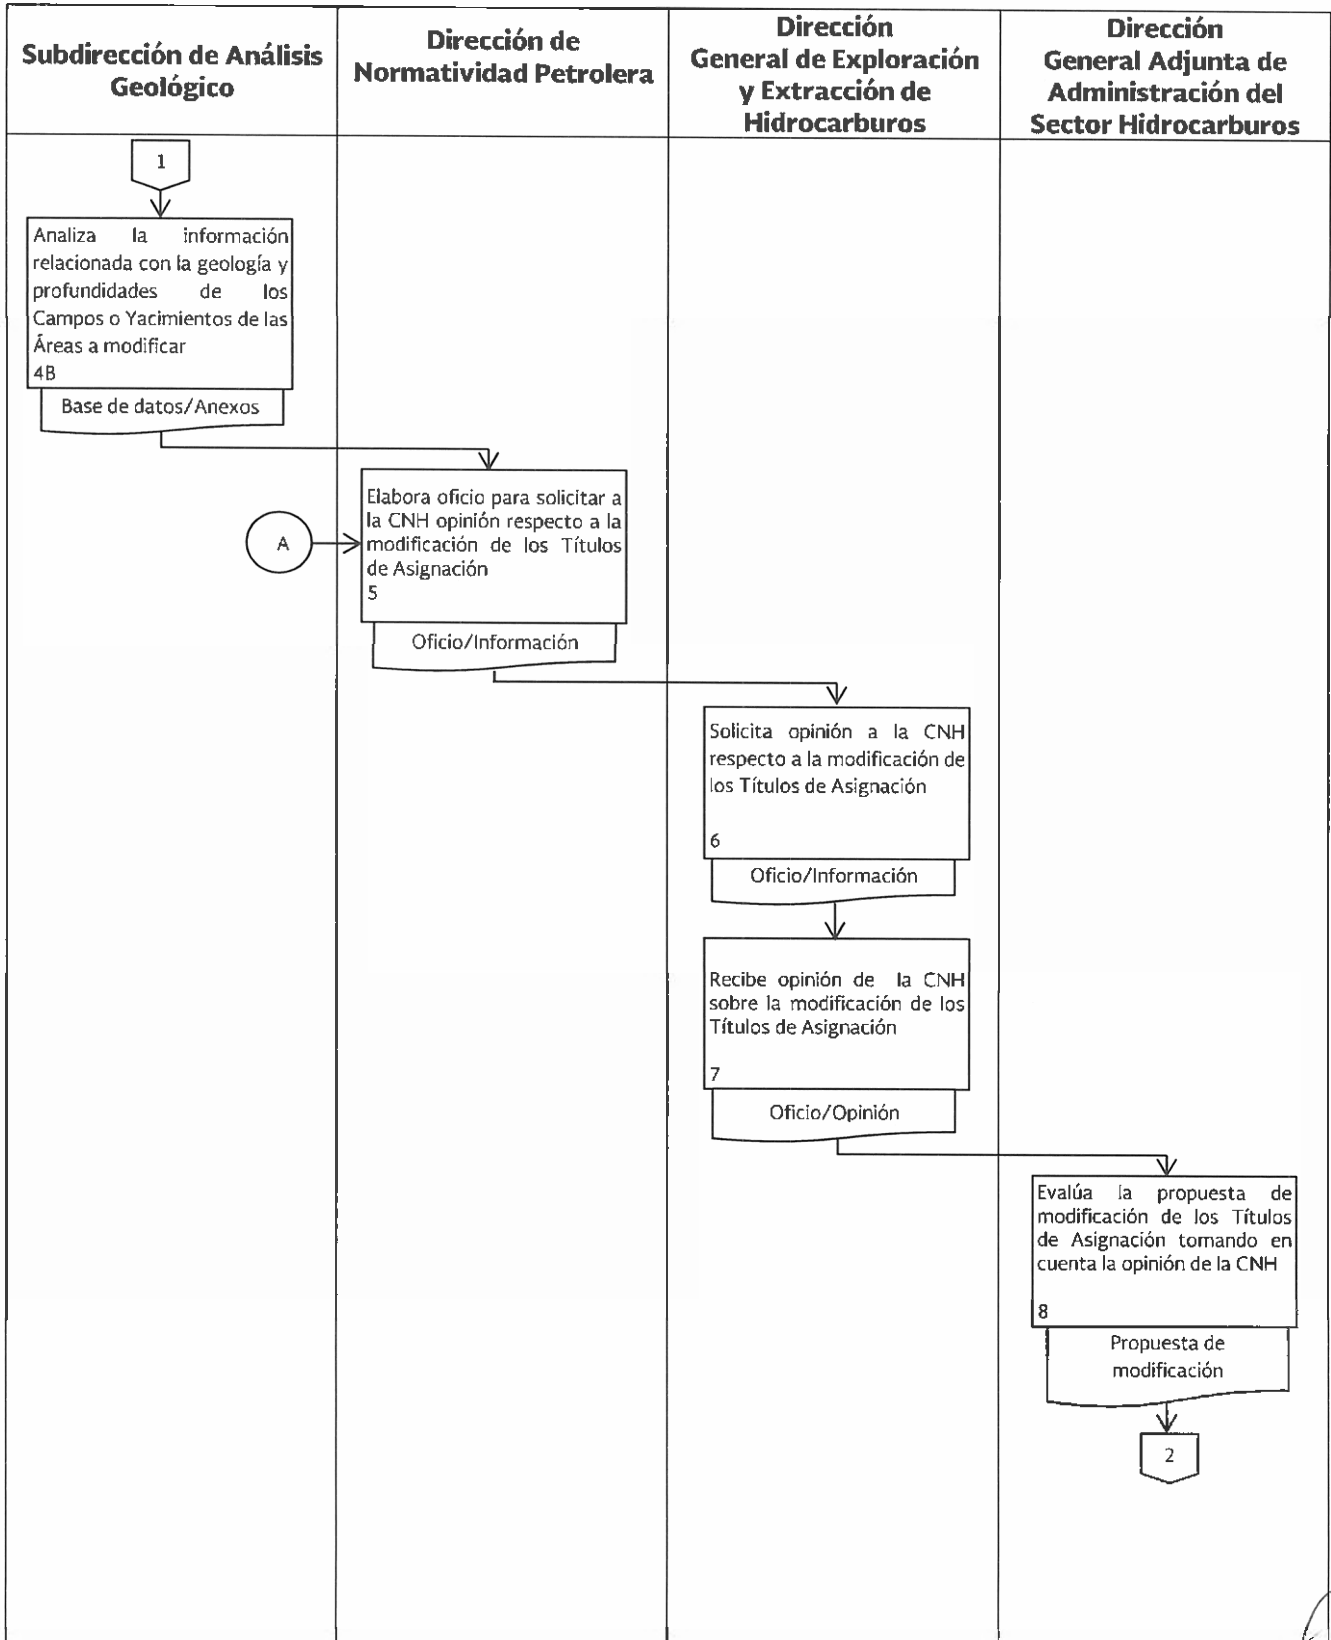 Subdirección de Análisis
Geológico
Dirección de
Normatividad Petrolera
Dirección
General de Exploración
y Extracción de
Hidrocarburos
Dirección
General Adjunta de
Administración del
Sector Hidrocarburos
1
Analiza la información
relacionada con la geología y
profundidades de los
Campos o Yacimientos de las
Áreas a modificar
4B
Base de datos/Anexos
A
Elabora oficio para solicitar a
la CNH opinión respecto a la
modificación de los Títulos
de Asignación
5
Oficio/Información
Solicita opinión a la CNH
respecto a la modificación de
los Títulos de Asignación
6
Oficio/Información
Recibe opinión de la CNH
sobre la modificación de los
Títulos de Asignación
7
Oficio/Opinión
Evalúa la propuesta de
modificación de los Títulos
de Asignación tomando en
cuenta la opinión de la CNH
8
Propuesta de
modificación
2